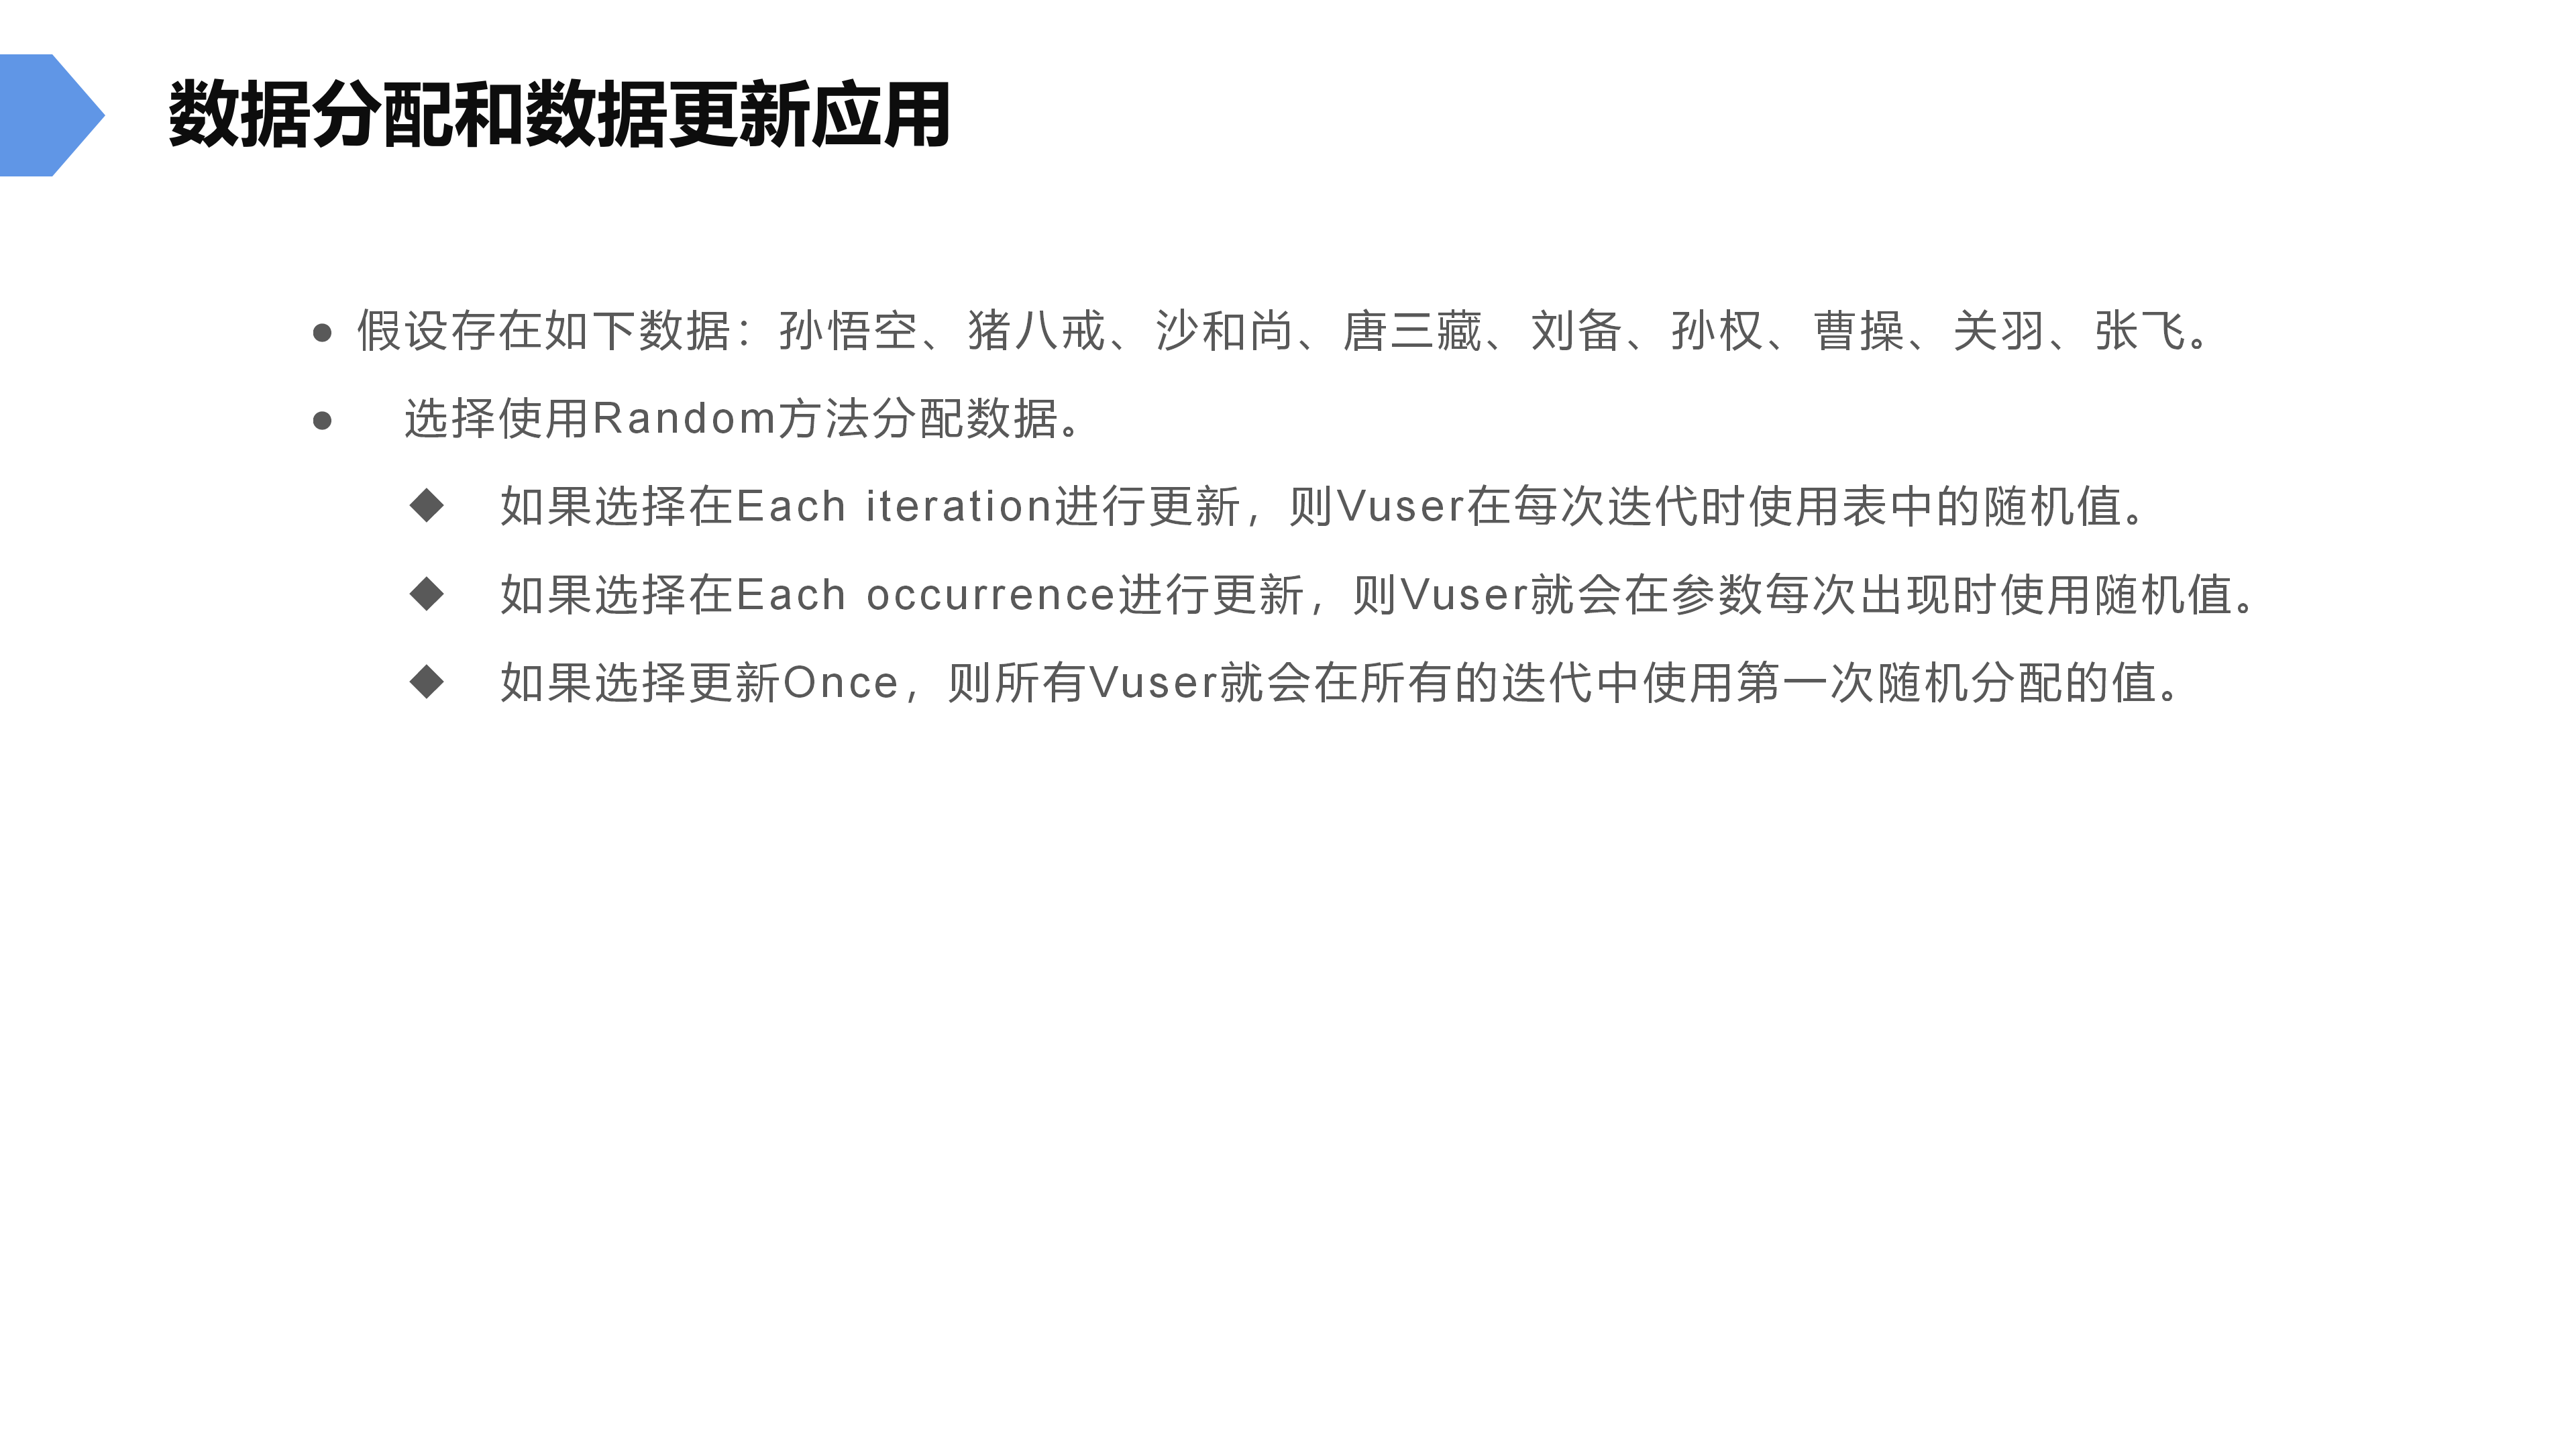 数据分配和数据更新应用
● 假设存在如下数据：孙悟空、猪八戒、沙和尚、唐三藏、刘备、孙权、曹操、关羽、张飞。
● 选择使用Random方法分配数据。
◆ 如果选择在Each iteration进行更新，则Vuser在每次迭代时使用表中的随机值。
◆ 如果选择在Each occurrence进行更新，则Vuser就会在参数每次出现时使用随机值。
◆ 如果选择更新Once，则所有Vuser就会在所有的迭代中使用第一次随机分配的值。